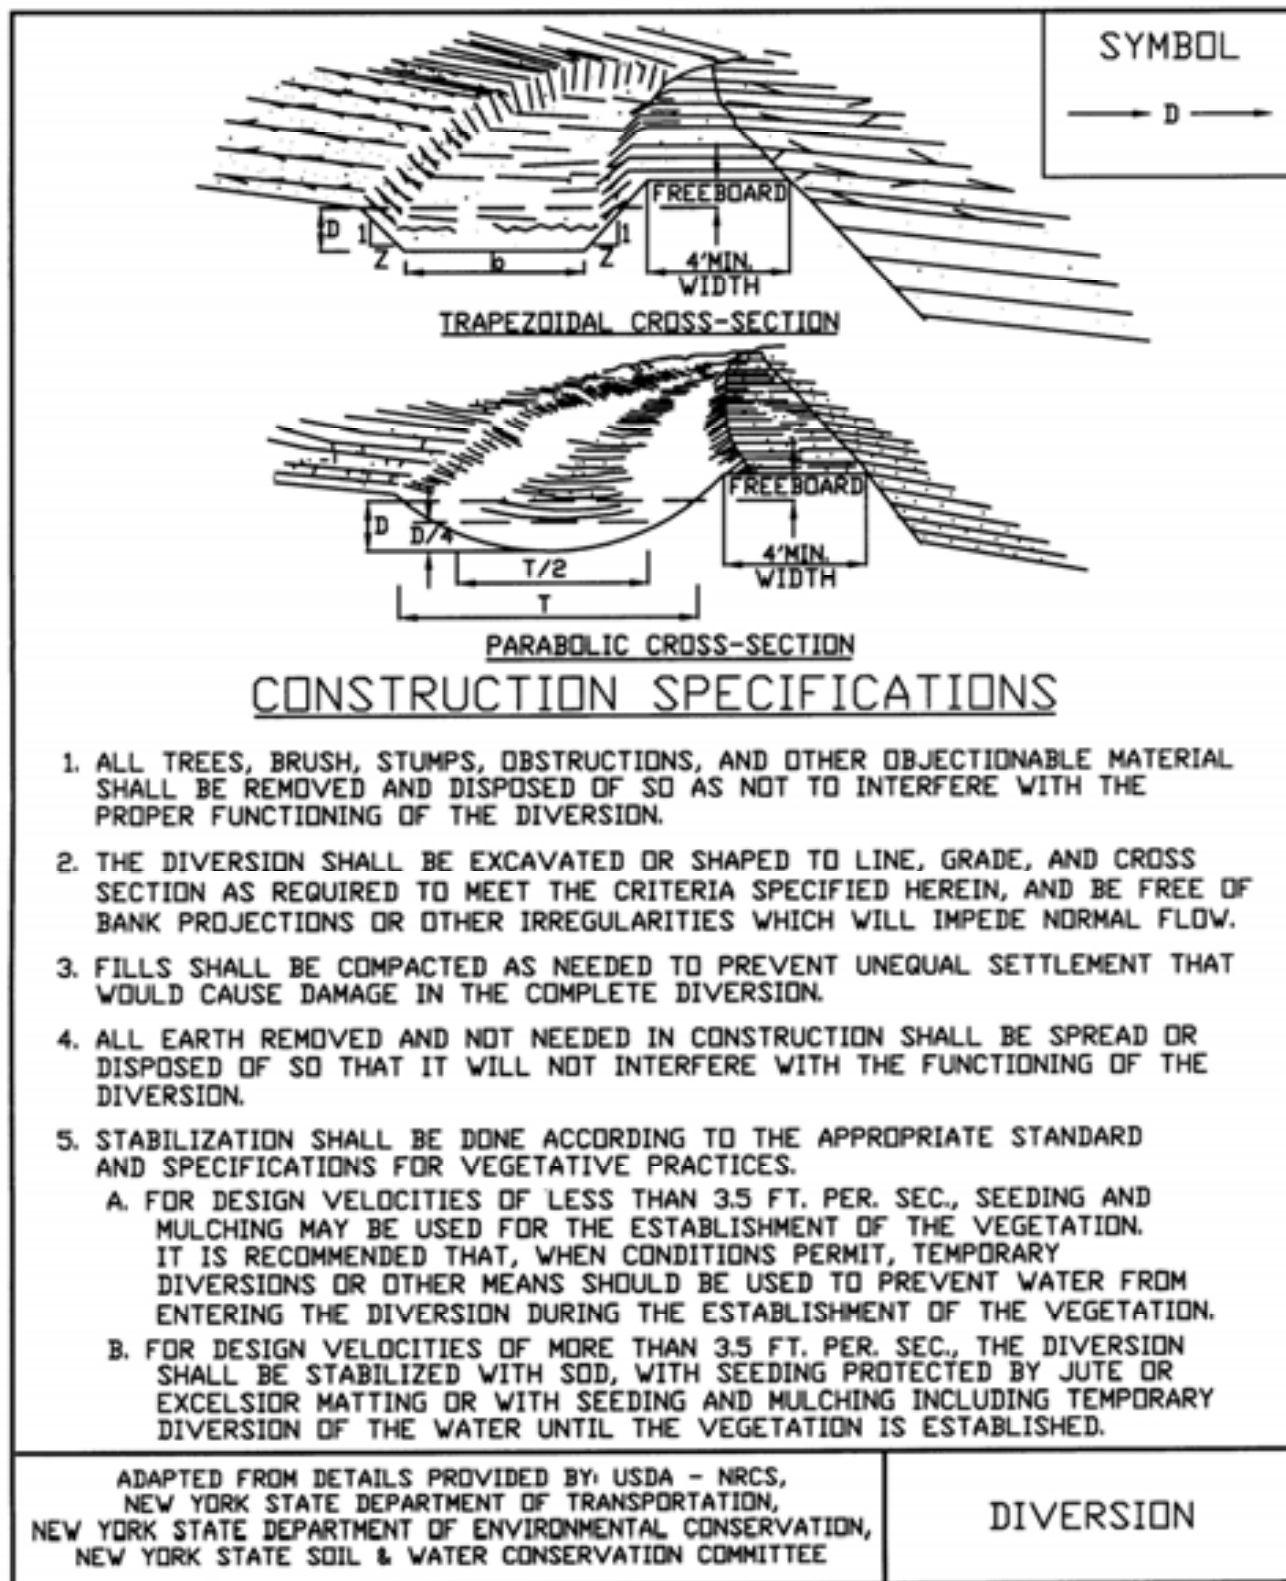 SYMBOL
D
FREEBOARD
D
1
1
Z
b
Z
4'MIN.
WIDTH
TRAPEZOIDAL CROSS-SECTION
FREEBOARD
D
D/4
4'MIN.
T/2
WIDTH
T
PARABOLIC CROSS-SECTION
CONSTRUCTION SPECIFICATIONS
1. ALL TREES, BRUSH, STUMPS, OBSTRUCTIONS, AND OTHER OBJECTIONABLE MATERIAL
SHALL BE REMOVED AND DISPOSED OF SO AS NOT TO INTERFERE WITH THE
PROPER FUNCTIONING OF THE DIVERSION.
2. THE DIVERSION SHALL BE EXCAVATED OR SHAPED TO LINE, GRADE, AND CROSS
SECTION AS REQUIRED TO MEET THE CRITERIA SPECIFIED HEREIN, AND BE FREE OF
BANK PROJECTIONS OR OTHER IRREGULARITIES WHICH WILL IMPEDE NORMAL FLOW.
3. FILLS SHALL BE COMPACTED AS NEEDED TO PREVENT UNEQUAL SETTLEMENT THAT
WOULD CAUSE DAMAGE IN THE COMPLETE DIVERSION.
4. ALL EARTH REMOVED AND NOT NEEDED IN CONSTRUCTION SHALL BE SPREAD OR
DISPOSED OF SO THAT IT WILL NOT INTERFERE WITH THE FUNCTIONING OF THE
DIVERSION.
5. STABILIZATION SHALL BE DONE ACCORDING TO THE APPROPRIATE STANDARD
AND SPECIFICATIONS FOR VEGETATIVE PRACTICES.
A. FOR DESIGN VELOCITIES OF LESS THAN 3.5 FT. PER. SEC., SEEDING AND
MULCHING MAY BE USED FOR THE ESTABLISHMENT OF THE VEGETATION.
IT IS RECOMMENDED THAT, WHEN CONDITIONS PERMIT, TEMPORARY
DIVERSIONS OR OTHER MEANS SHOULD BE USED TO PREVENT WATER FROM
ENTERING THE DIVERSION DURING THE ESTABLISHMENT OF THE VEGETATION.
B. FOR DESIGN VELOCITIES OF MORE THAN 3.5 FT. PER. SEC., THE DIVERSION
SHALL BE STABILIZED WITH SOD, WITH SEEDING PROTECTED BY JUTE OR
EXCELSIOR MATTING OR WITH SEEDING AND MULCHING INCLUDING TEMPORARY
DIVERSION OF THE WATER UNTIL THE VEGETATION IS ESTABLISHED.
ADAPTED FROM DETAILS PROVIDED BY: USDA - NRCS,
NEW YORK STATE DEPARTMENT OF TRANSPORTATION,
NEW YORK STATE DEPARTMENT OF ENVIRONMENTAL CONSERVATION,
NEW YORK STATE SOIL & WATER CONSERVATION COMMITTEE
DIVERSION